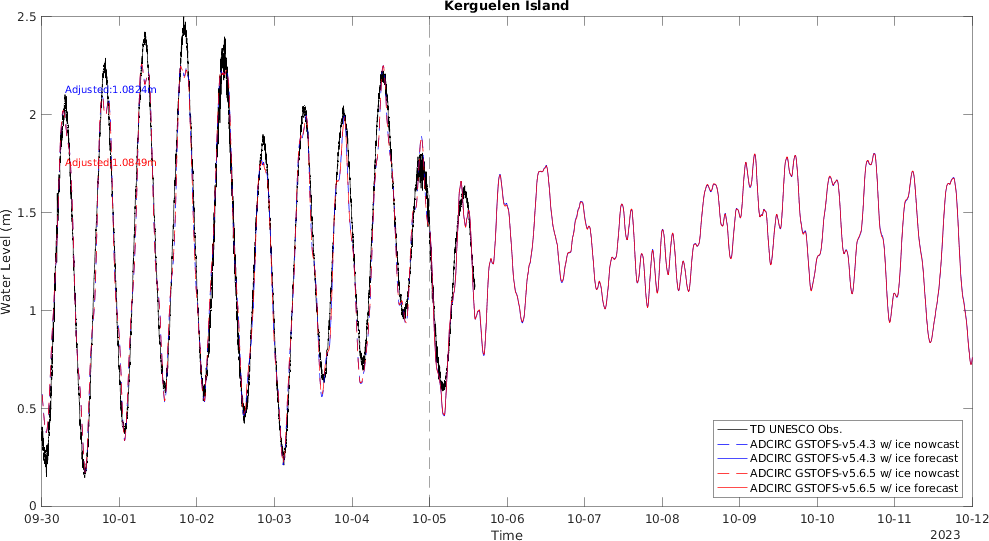 Kerguelen Island
2.5
2
1.5
1
0.5
0
Water Level (m)
Adjusted:1.0824m
Adjusted:1.0849m
TD UNESCO Obs.
ADCIRC GSTOFS-v5.4.3 w/ ice nowcast
ADCIRC GSTOFS-v5.4.3 w/ ice forecast
ADCIRC GSTOFS-v5.6.5 w/ ice nowcast
ADCIRC GSTOFS-v5.6.5 w/ ice forecast
09-30 10-01 10-02 10-03 10-04 10-05 10-06 10-07 10-08 10-09 10-10 10-11 10-12
Time
2023